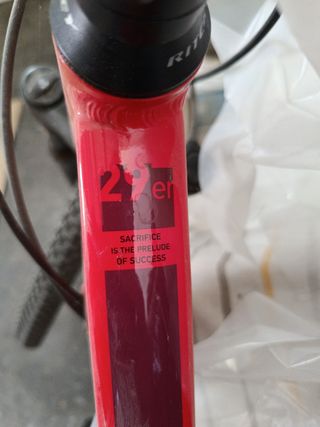 29er
SACRIFICE
IS THE PRELUDE
OF SUCCESS